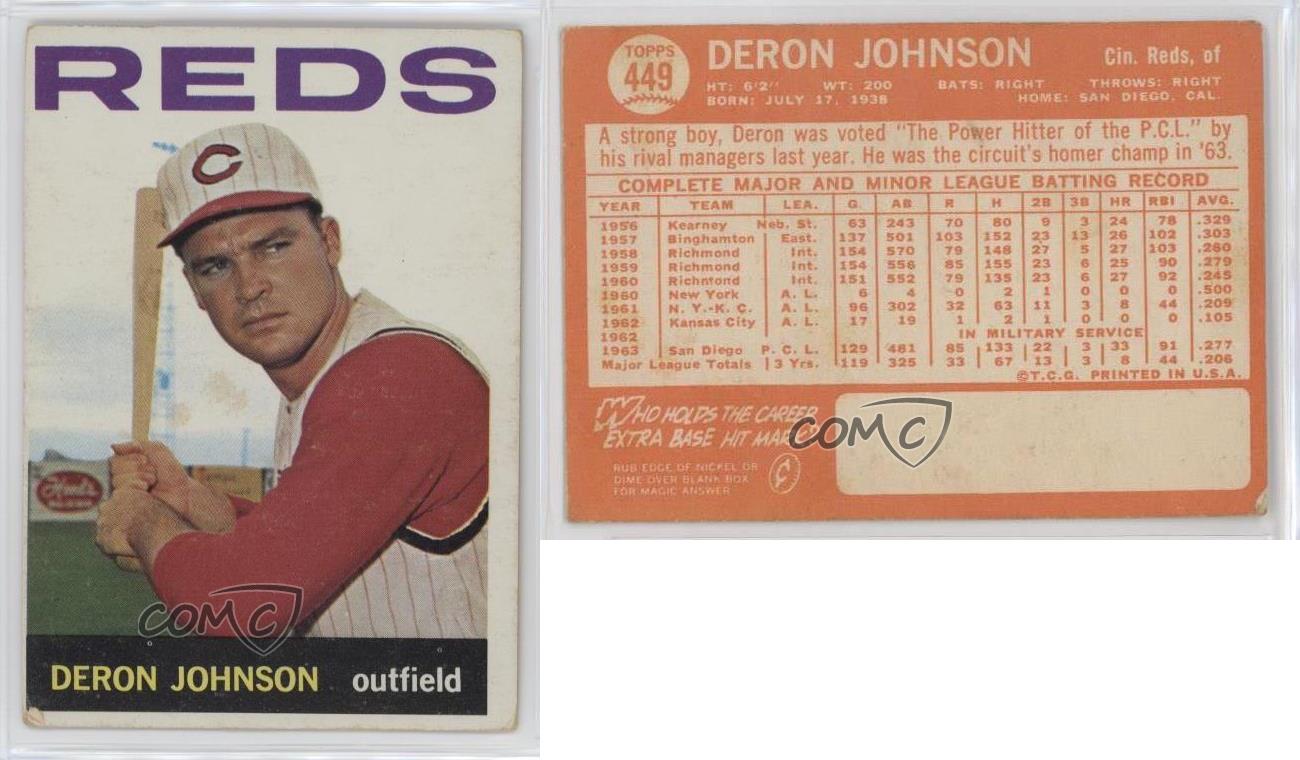 REDS
C
DERON JOHNSON outfield
COMC
TOPPS
449
DERON JOHNSON
Cin. Reds, of
HT: 6'2" WT: 200 BATS: RIGHT THROWS: RIGHT
BORN: JULY 17, 1938 HOME: SAN DIEGO, CAL.
A strong boy, Deron was voted "The Power Hitter of the P.C.L." by
his rival managers last year. He was the circuit's homer champ in '63.
COMPLETE MAJOR AND MINOR LEAGUE BATTING RECORD
YEAR TEAM LEA. G AB R H 2B 3B HR RBI AVG.
1956 Kearney Neb. St. 63 243 70 80 9 3 24 78 .329
1957 Binghamton East. 137 501 103 152 23 13 26 102 .303
1958 Richmond Int. 154 570 79 148 27 5 27 103 .260
1959 Richmond Int. 154 556 85 155 23 6 25 90 .279
1960 Richmond Int. 151 552 79 135 23 6 27 92 .245
1960 New York A. L. 6 4 0 2 1 0 0 0 .500
1961 N. Y.-K. C. A. L. 96 302 32 63 11 3 8 44 .209
1962 Kansas City A. L. 17 19 1 2 1 0 0 0 .105
1962 IN MILITARY SERVICE
1963 San Diego P. C. L. 129 481 85 133 22 3 33 91 .277
Major League Totals 3 Yrs. 119 325 33 67 13 3 8 44 .206
©T.C.G. PRINTED IN U.S.A.
WHO HOLDS THE CAREER
EXTRA BASE HIT
RUB EDGE OF NICKEL OR
DIME OVER BLANK BOX
FOR MAGIC ANSWER
COMC